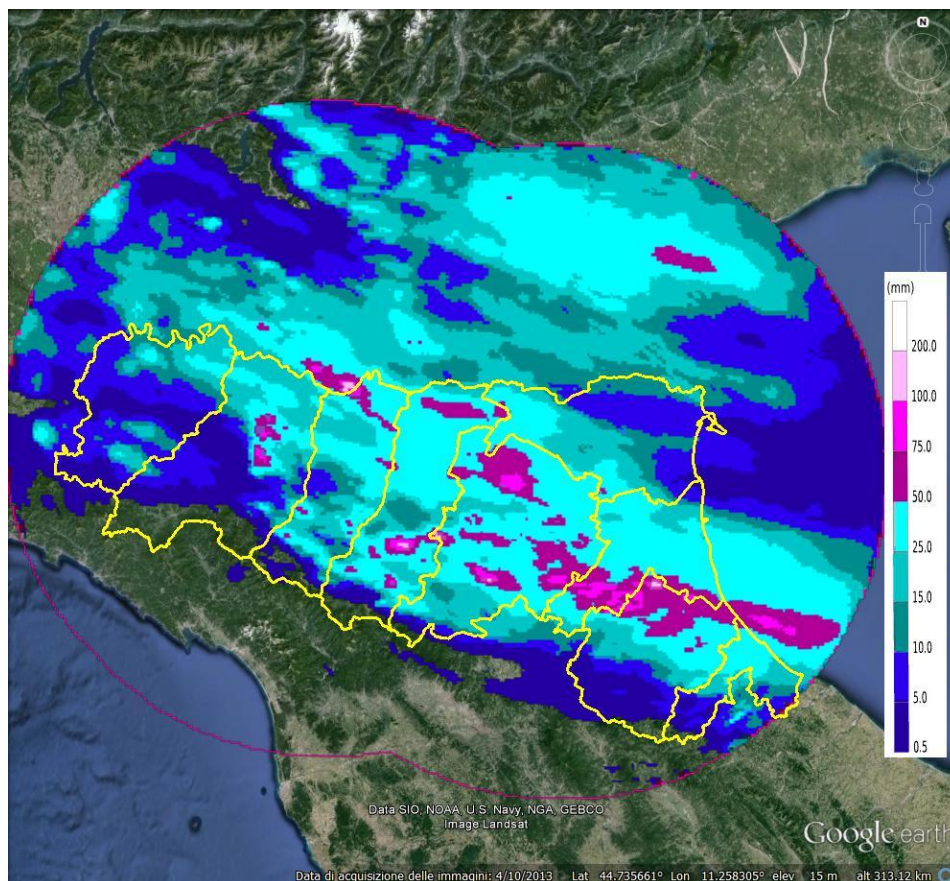 N
(mm)
200.0
100.0
75.0
50.0
25.0
15.0
10.0
5.0
0.5
Data SIO, NOAA, U.S. Navy, NGA, GEBCO
Image Landsat
Google earth
Data di acquisizione delle immagini: 4/10/2013 Lat 44.735661° Lon 11.258305° elev 15 m alt 313.12 km